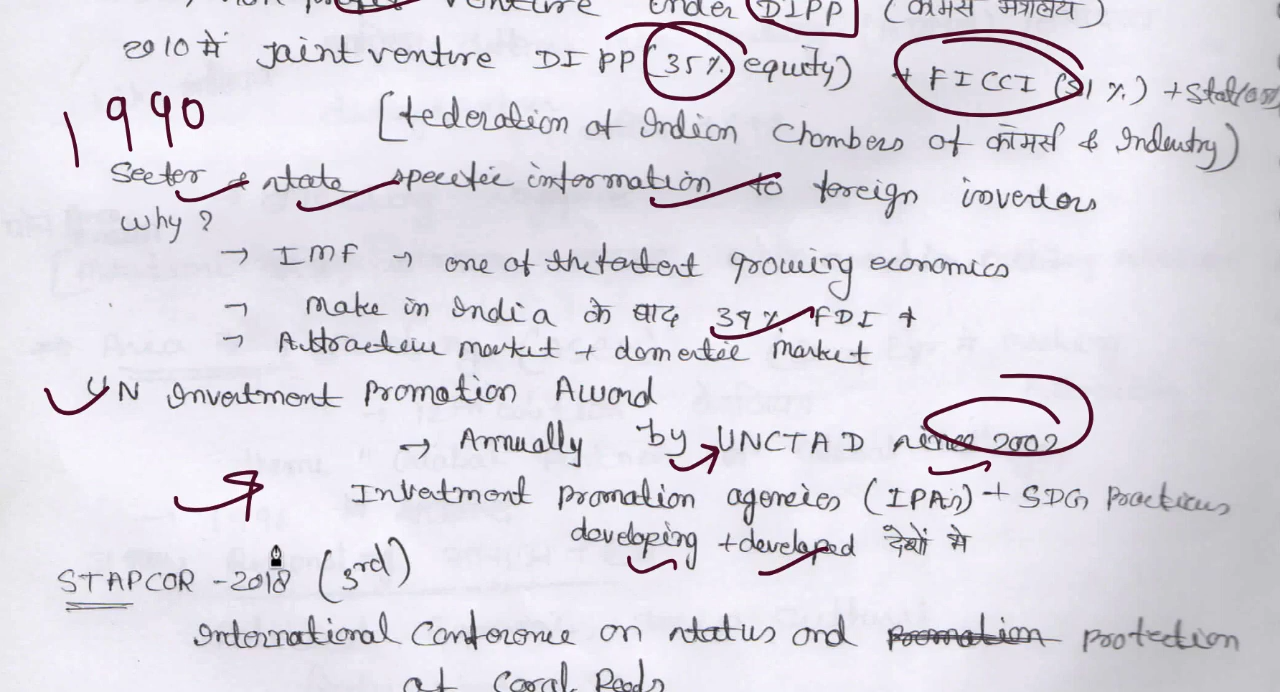 venture under DIPP (कॉमर्स मंत्रालय)
2010 में joint venture DIPP (35% equity) + FICCI (51%) + State(
1990
[federation of Indian Chambers of कॉमर्स & Industry)
Sector & state specific information to foreign investors
why?
→ IMF → one of the fastest growing economics
→ make in India के बाद 37% FDI ↑
→ Attractive market + domestic market
UN Investment Promotion Award
→ Annually by UNCTAD since 2002
Investment promotion agencies (IPAs) + SDG Practices
developing + developed देशों से
STAPCOR - 2018 (3rd)
International Conference on status and protection
of Coral Reefs